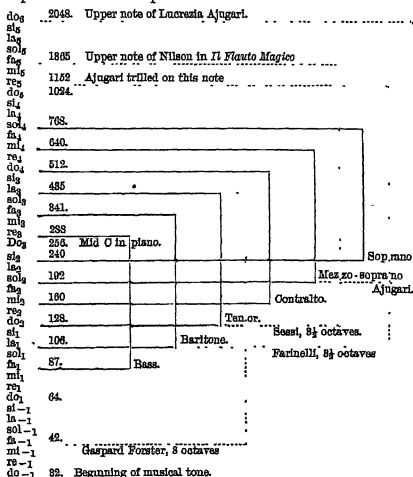 do₆ 2048. Upper note of Lucrezia Ajugari.
si₅
la₅
sol₅
fa₅ 1365 Upper note of Nilson in Il Flauto Magico
mi₅
re₅ 1152 Ajugari trilled on this note
do₅ 1024.
si₄
la₄
sol₄ 768.
fa₄
mi₄ 640.
re₄
do₄ 512.
si₃
la₃ 435
sol₃
fa₃ 341.
mi₃
re₃ 288
Do₃ 256. Mid C in piano.
si₂ 240 Soprano
la₂
sol₂ 192 Mezzo-soprano
fa₂ Ajugari.
mi₂ 160 Contralto.
re₂
do₂ 128. Tenor.
si₁ Sessi, 3½ octaves.
la₁ 106. Baritone.
sol₁ Farinelli, 3½ octaves
fa₁ 87. Bass.
mi₁
re₁
do₁ 64.
si–1
la–1
sol–1
fa–1 42.
mi–1 Gaspard Forster, 3 octaves
re–1
do–1 32. Beginning of musical tone.